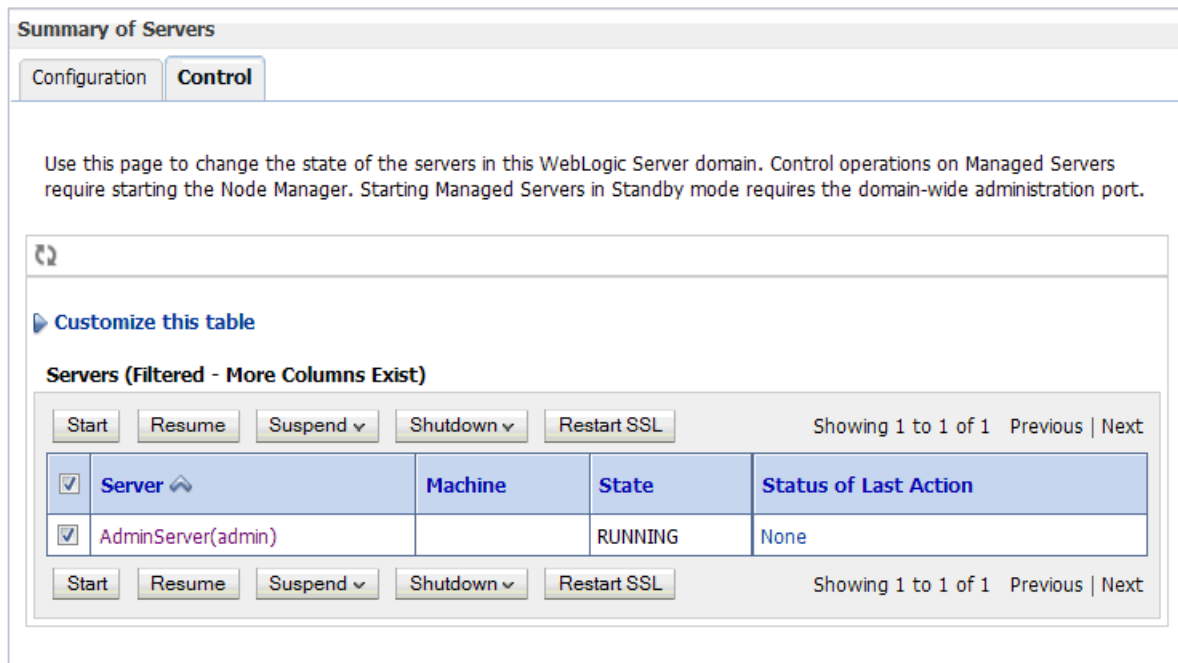 Summary of Servers
Configuration Control
Use this page to change the state of the servers in this WebLogic Server domain. Control operations on Managed Servers
require starting the Node Manager. Starting Managed Servers in Standby mode requires the domain-wide administration port.
Customize this table
Servers (Filtered - More Columns Exist)
Start Resume Suspend Shutdown Restart SSL Showing 1 to 1 of 1 Previous | Next
Server Machine State Status of Last Action
AdminServer(admin) RUNNING None
Start Resume Suspend Shutdown Restart SSL Showing 1 to 1 of 1 Previous | Next